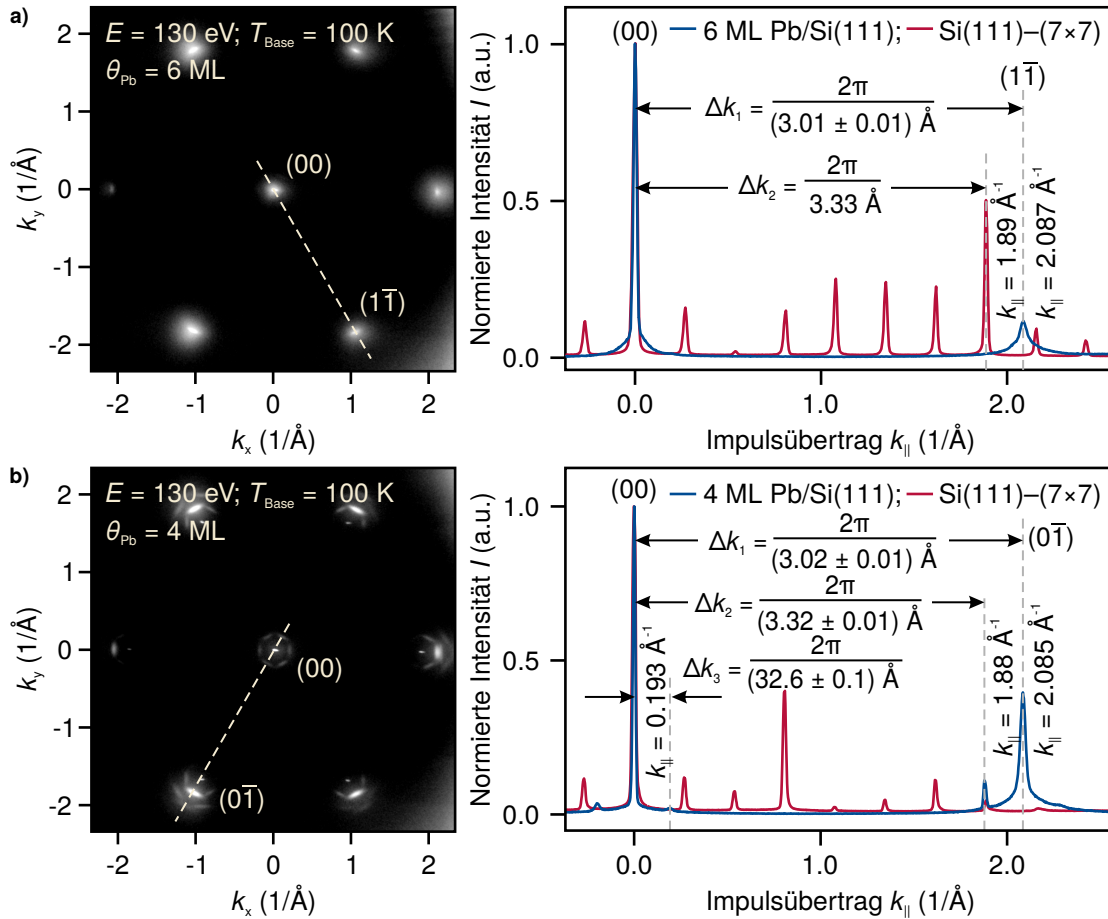 a)
E = 130 eV; T_Base = 100 K
θ_Pb = 6 ML
(00)
(11̅)
2
1
0
-1
-2
k_y (1/Å)
-2 -1 0 1 2
k_x (1/Å)
(00) — 6 ML Pb/Si(111); — Si(111)–(7×7)
(11̅)
Δk₁ = 2π / (3.01 ± 0.01) Å
Δk₂ = 2π / 3.33 Å
k_∥ = 1.89 Å⁻¹
k_∥ = 2.087 Å⁻¹
1.0
0.5
0.0
Normierte Intensität I (a.u.)
0.0 1.0 2.0
Impulsübertrag k_∥ (1/Å)
b)
E = 130 eV; T_Base = 100 K
θ_Pb = 4 ML
(00)
(01̅)
2
1
0
-1
-2
k_y (1/Å)
-2 -1 0 1 2
k_x (1/Å)
(00) — 4 ML Pb/Si(111); — Si(111)–(7×7)
(01̅)
Δk₁ = 2π / (3.02 ± 0.01) Å
Δk₂ = 2π / (3.32 ± 0.01) Å
Δk₃ = 2π / (32.6 ± 0.1) Å
k_∥ = 0.193 Å⁻¹
k_∥ = 1.88 Å⁻¹
k_∥ = 2.085 Å⁻¹
1.0
0.5
0.0
Normierte Intensität I (a.u.)
0.0 1.0 2.0
Impulsübertrag k_∥ (1/Å)